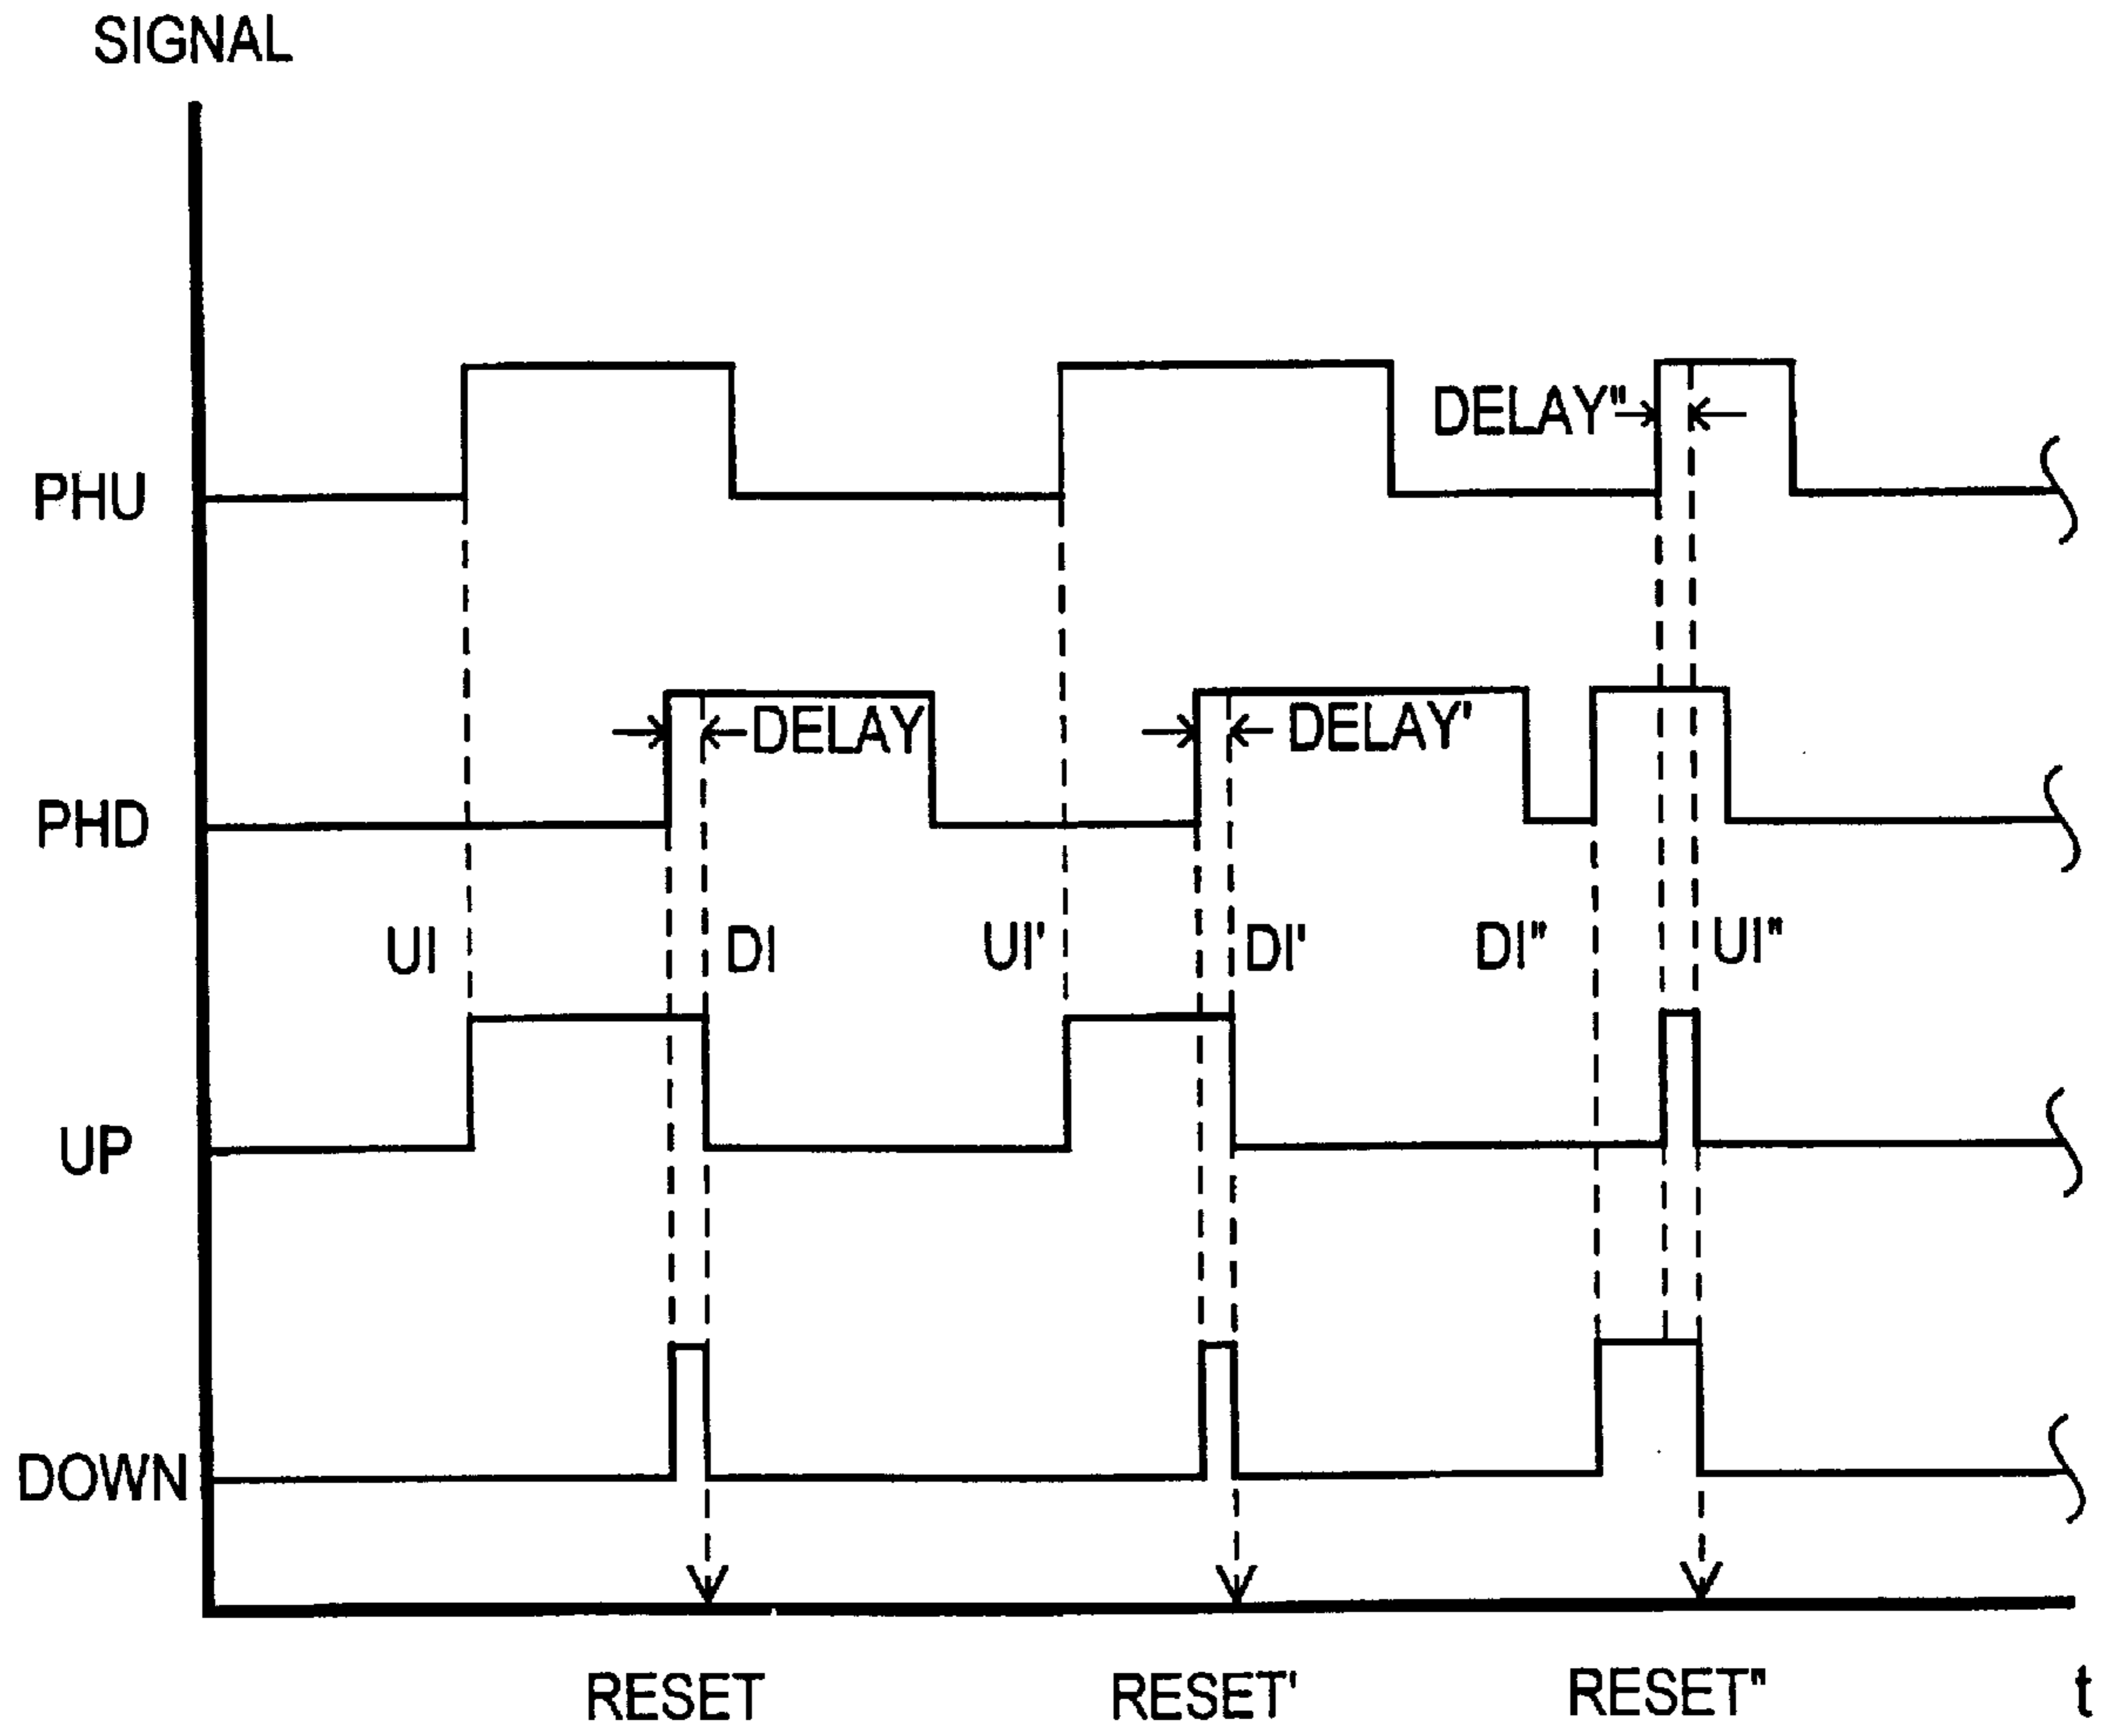 SIGNAL
PHU
DELAY"
PHD
DELAY
DELAY'
UI
DI
UI'
DI'
DI"
UI"
UP
DOWN
RESET
RESET'
RESET"
t